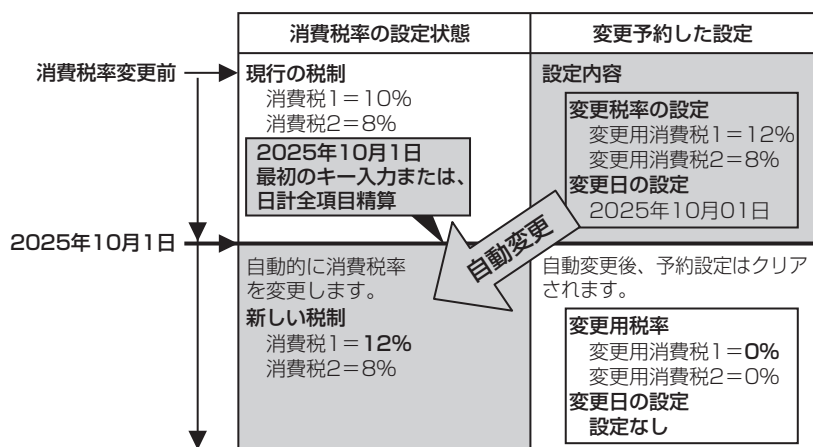 消費税率の設定状態
変更予約した設定
消費税率変更前
現行の税制
消費税1＝10%
消費税2＝8%
2025年10月1日
最初のキー入力または、
日計全項目精算
設定内容
変更税率の設定
変更用消費税1＝12%
変更用消費税2＝8%
変更日の設定
2025年10月01日
自動変更
2025年10月1日
自動的に消費税率
を変更します。
新しい税制
消費税1＝12%
消費税2＝8%
自動変更後、予約設定はクリア
されます。
変更用税率
変更用消費税1＝0%
変更用消費税2＝0%
変更日の設定
設定なし